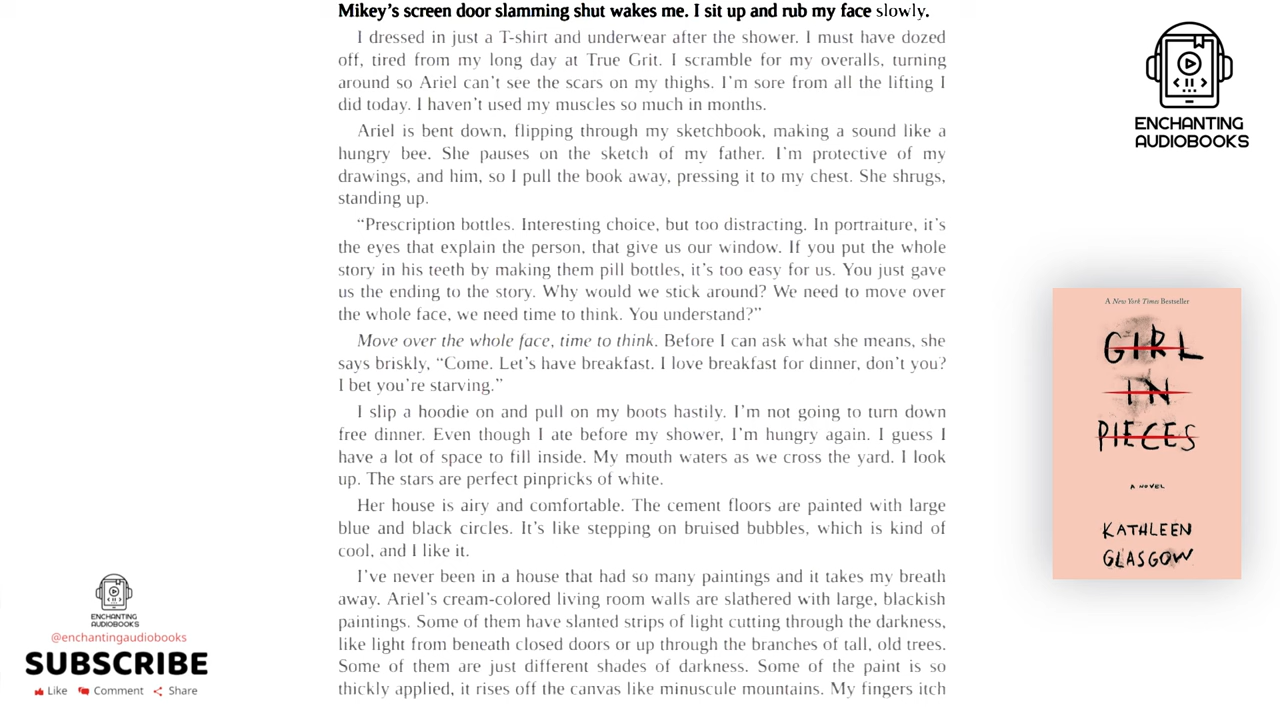 Mikey’s screen door slamming shut wakes me. I sit up and rub my face slowly.
I dressed in just a T-shirt and underwear after the shower. I must have dozed
off, tired from my long day at True Grit. I scramble for my overalls, turning
around so Ariel can’t see the scars on my thighs. I’m sore from all the lifting I
did today. I haven’t used my muscles so much in months.
Ariel is bent down, flipping through my sketchbook, making a sound like a
hungry bee. She pauses on the sketch of my father. I’m protective of my
drawings, and him, so I pull the book away, pressing it to my chest. She shrugs,
standing up.
“Prescription bottles. Interesting choice, but too distracting. In portraiture, it’s
the eyes that explain the person, that give us our window. If you put the whole
story in his teeth by making them pill bottles, it’s too easy for us. You just gave
us the ending to the story. Why would we stick around? We need to move over
the whole face, we need time to think. You understand?”
Move over the whole face, time to think. Before I can ask what she means, she
says briskly, “Come. Let’s have breakfast. I love breakfast for dinner, don’t you?
I bet you’re starving.”
I slip a hoodie on and pull on my boots hastily. I’m not going to turn down
free dinner. Even though I ate before my shower, I’m hungry again. I guess I
have a lot of space to fill inside. My mouth waters as we cross the yard. I look
up. The stars are perfect pinpricks of white.
Her house is airy and comfortable. The cement floors are painted with large
blue and black circles. It’s like stepping on bruised bubbles, which is kind of
cool, and I like it.
I’ve never been in a house that had so many paintings and it takes my breath
away. Ariel’s cream-colored living room walls are slathered with large, blackish
paintings. Some of them have slanted strips of light cutting through the darkness,
like light from beneath closed doors or up through the branches of tall, old trees.
Some of them are just different shades of darkness. Some of the paint is so
thickly applied, it rises off the canvas like minuscule mountains. My fingers itch
ENCHANTING
AUDIOBOOKS
A New York Times Bestseller
GIRL
IN
PIECES
A NOVEL
KATHLEEN
GLASGOW
ENCHANTING
AUDIOBOOKS
@enchantingaudiobooks
SUBSCRIBE
Like Comment Share